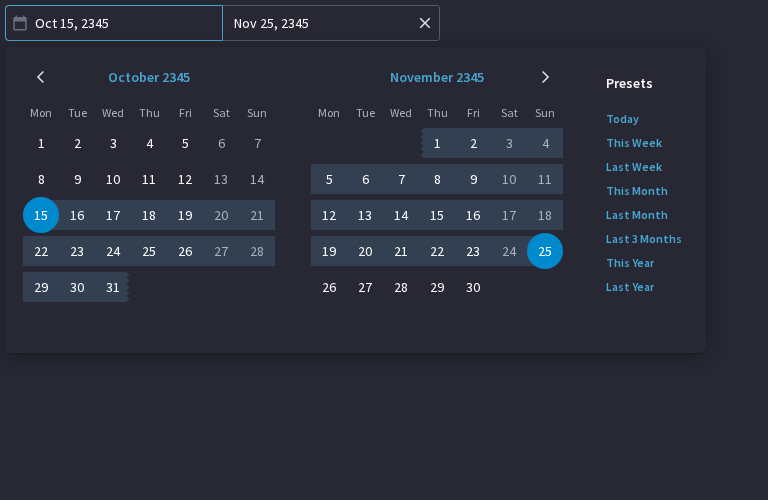 Oct 15, 2345 Nov 25, 2345
October 2345
Mon Tue Wed Thu Fri Sat Sun
1 2 3 4 5 6 7
8 9 10 11 12 13 14
15 16 17 18 19 20 21
22 23 24 25 26 27 28
29 30 31
November 2345
Mon Tue Wed Thu Fri Sat Sun
1 2 3 4
5 6 7 8 9 10 11
12 13 14 15 16 17 18
19 20 21 22 23 24 25
26 27 28 29 30
Presets
Today
This Week
Last Week
This Month
Last Month
Last 3 Months
This Year
Last Year